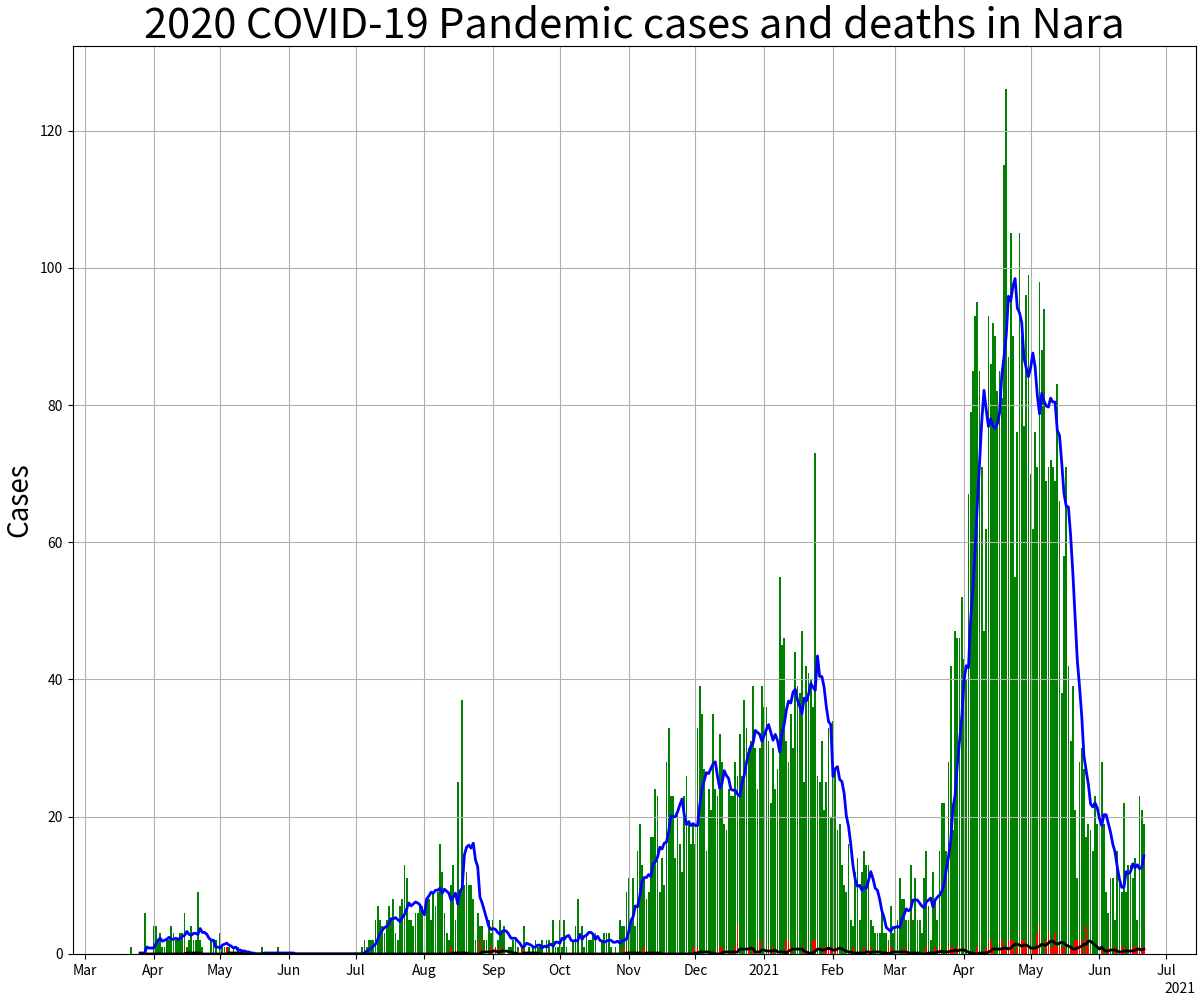 2020 COVID-19 Pandemic cases and deaths in Nara
Cases
120
100
80
60
40
20
0
Mar Apr May Jun Jul Aug Sep Oct Nov Dec 2021 Feb Mar Apr May Jun Jul
2021